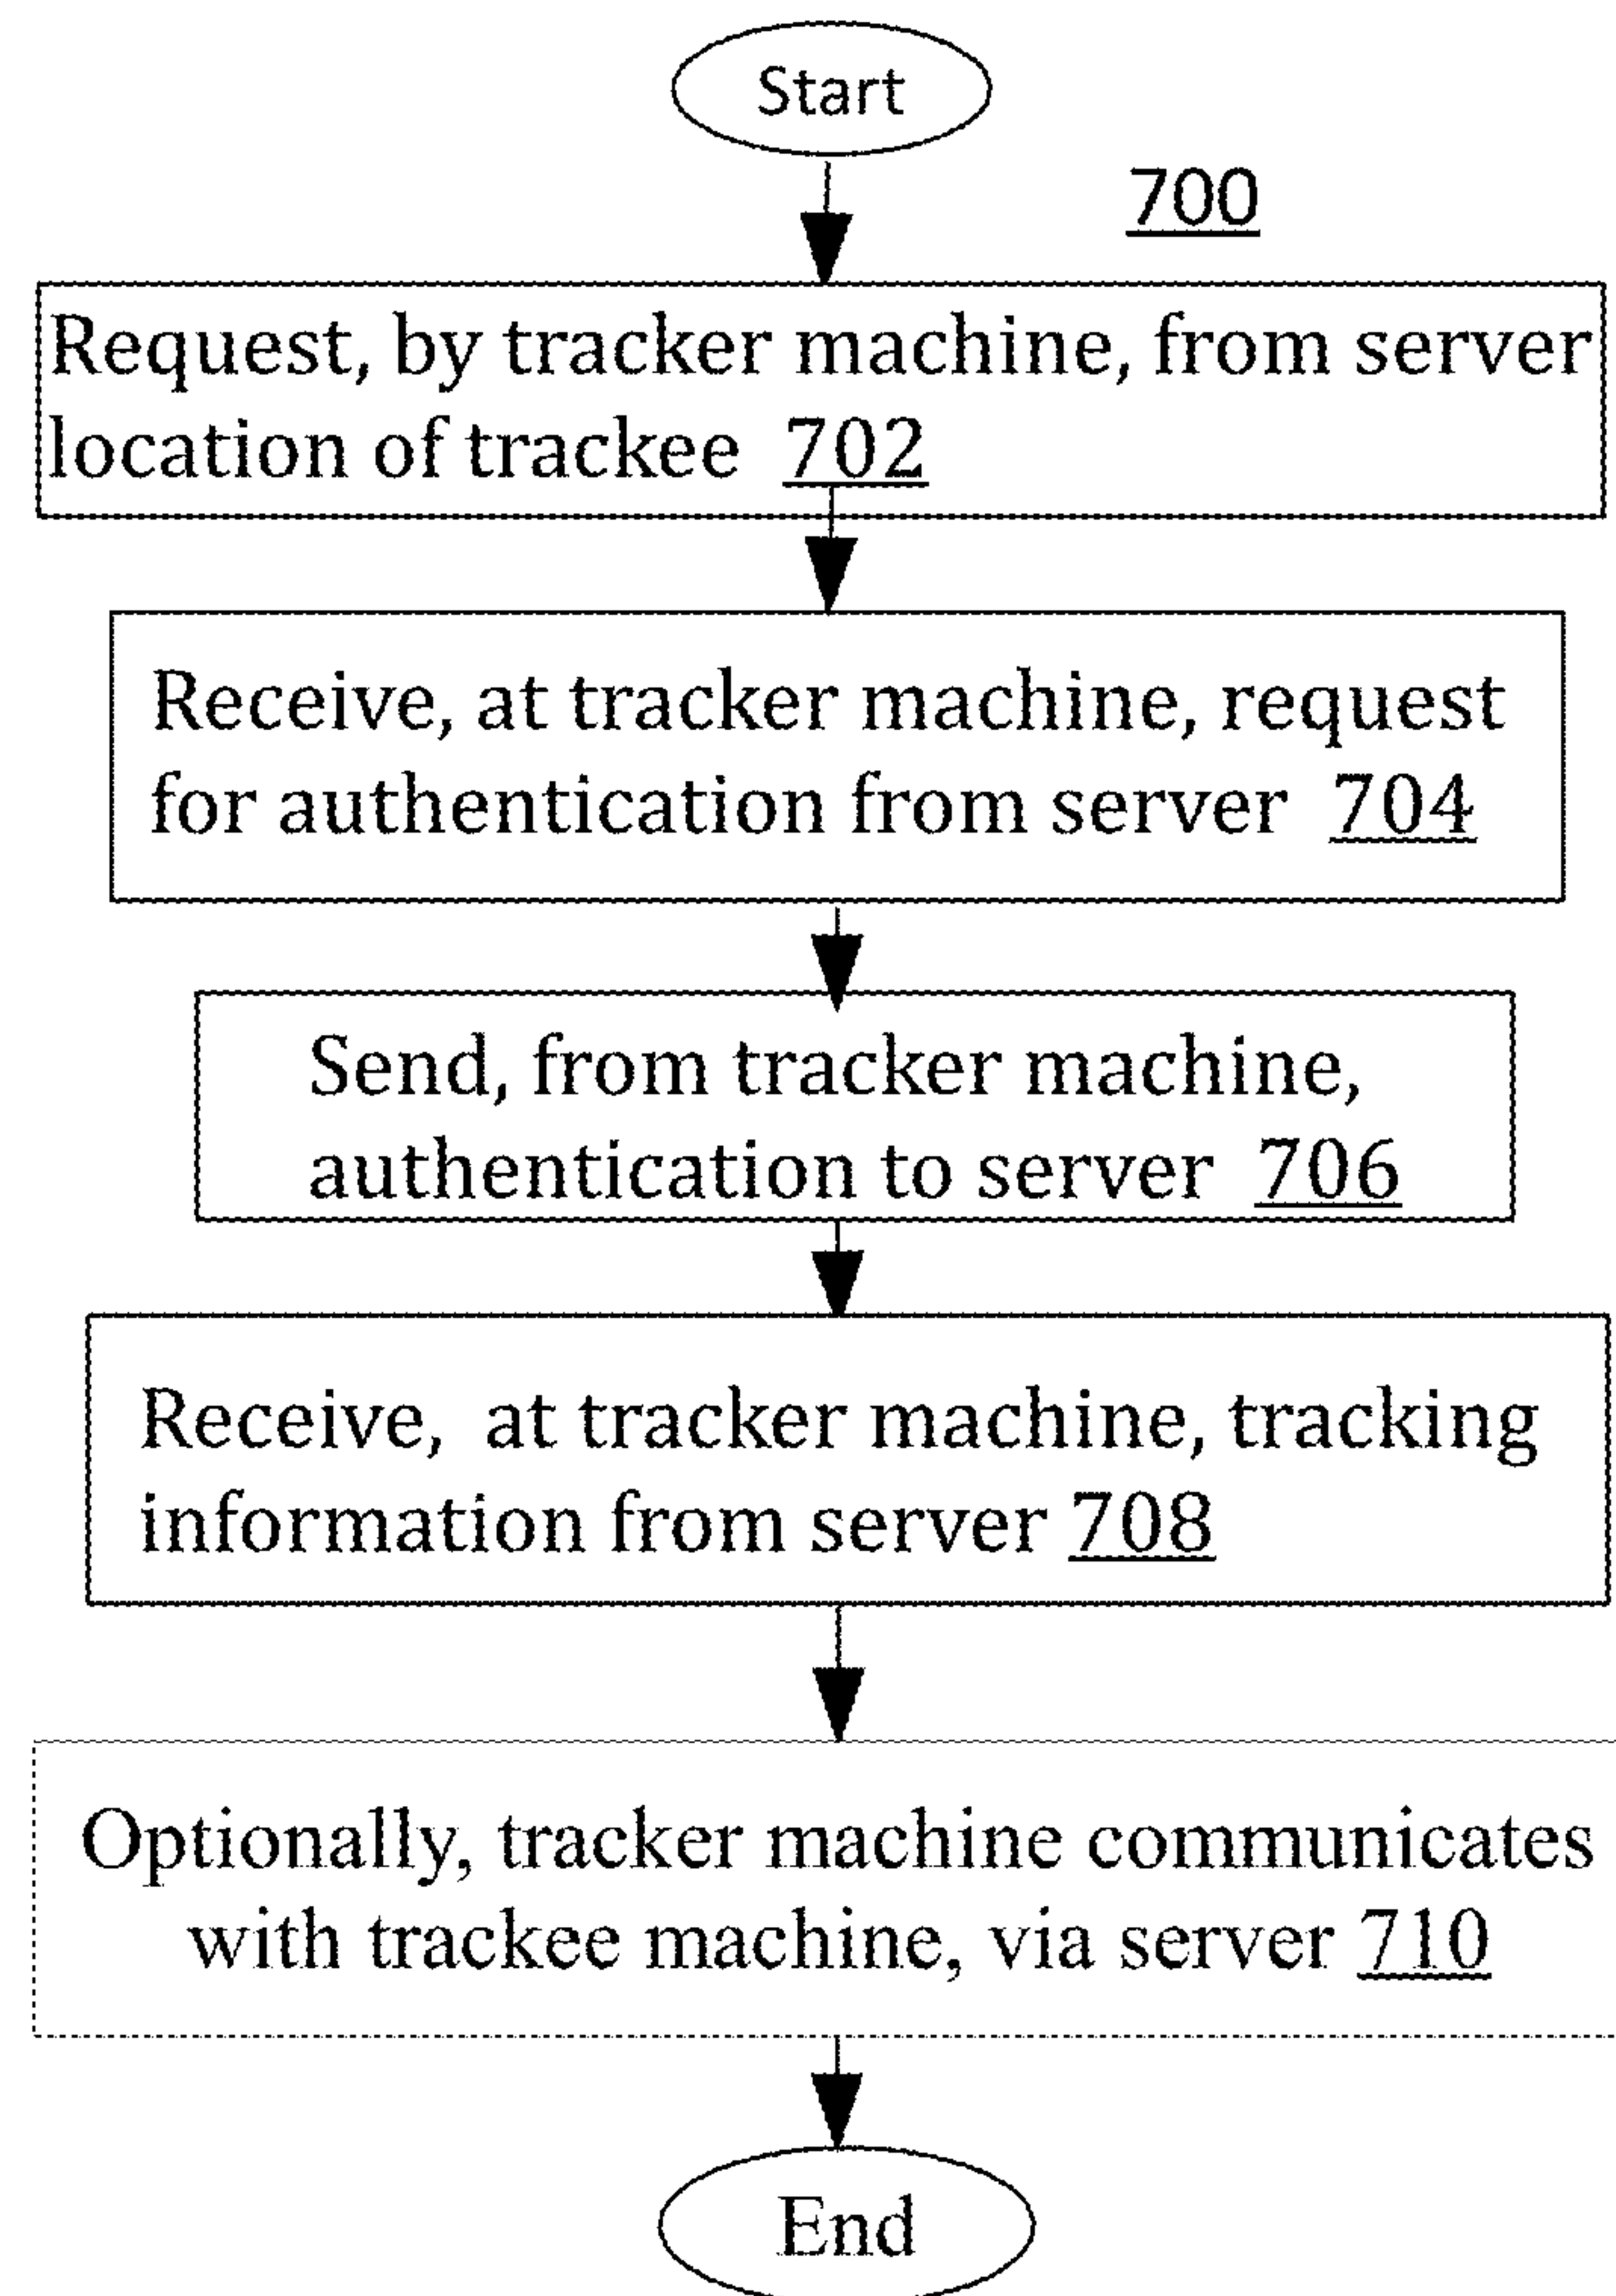 Start
700
Request, by tracker machine, from server
location of trackee 702
Receive, at tracker machine, request
for authentication from server 704
Send, from tracker machine,
authentication to server 706
Receive, at tracker machine, tracking
information from server 708
Optionally, tracker machine communicates
with trackee machine, via server 710
End